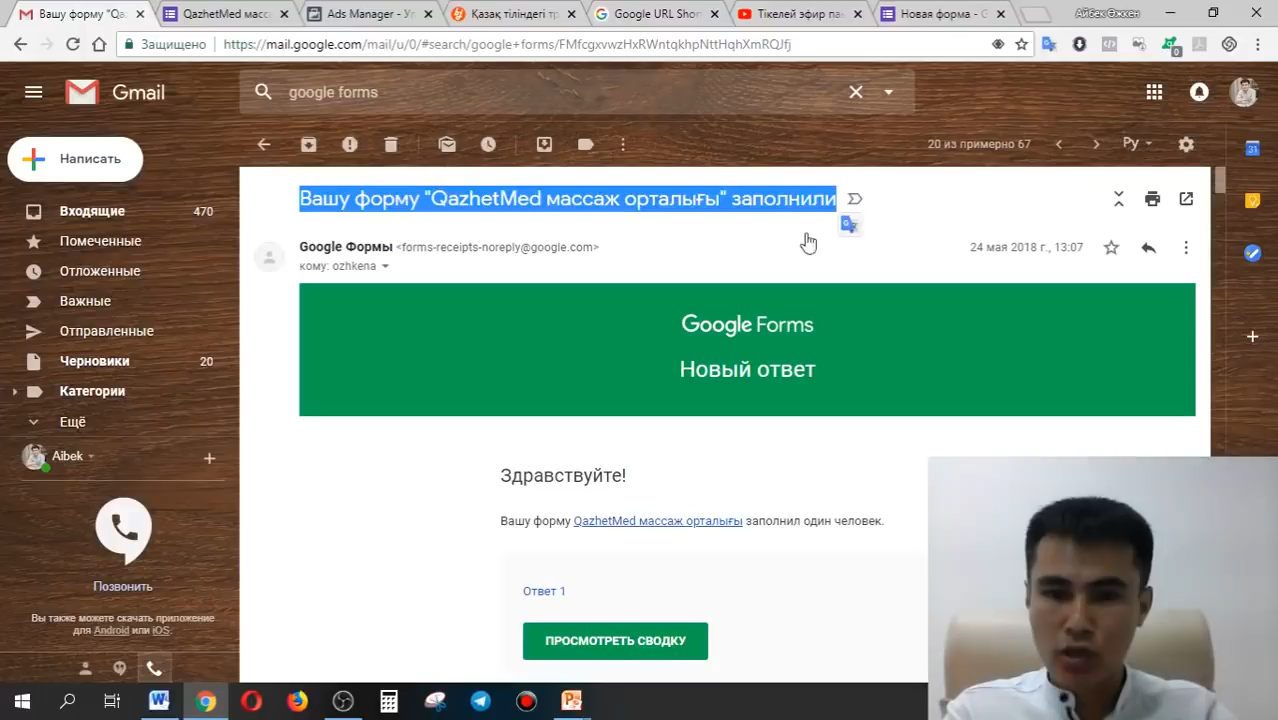 Вашу форму "Qa
QazhetMed масса
Ads Manager - Уп
Қазақ тіліндегі тр
Google URL Shor
Тікелей эфир па
Новая форма - G
Айбек Өжкен
Защищено
https://mail.google.com/mail/u/0/#search/google+forms/FMfcgxvwzHxRWntqkhpNttHqhXmRQJfj
Gmail
google forms
Написать
20 из примерно 67
Ру
Вашу форму "QazhetMed массаж орталығы" заполнили
Входящие 470
Помеченные
Отложенные
Важные
Отправленные
Черновики 20
Категории
Ещё
Aibek
Google Формы <forms-receipts-noreply@google.com>
24 мая 2018 г., 13:07
кому: ozhkena
Google Forms
Новый ответ
Здравствуйте!
Вашу форму QazhetMed массаж орталығы заполнил один человек.
Ответ 1
ПРОСМОТРЕТЬ СВОДКУ
Позвонить
Вы также можете скачать приложение
для Android или iOS.